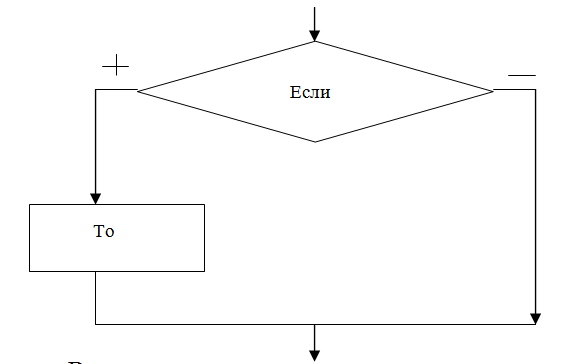 +
—
Если
То